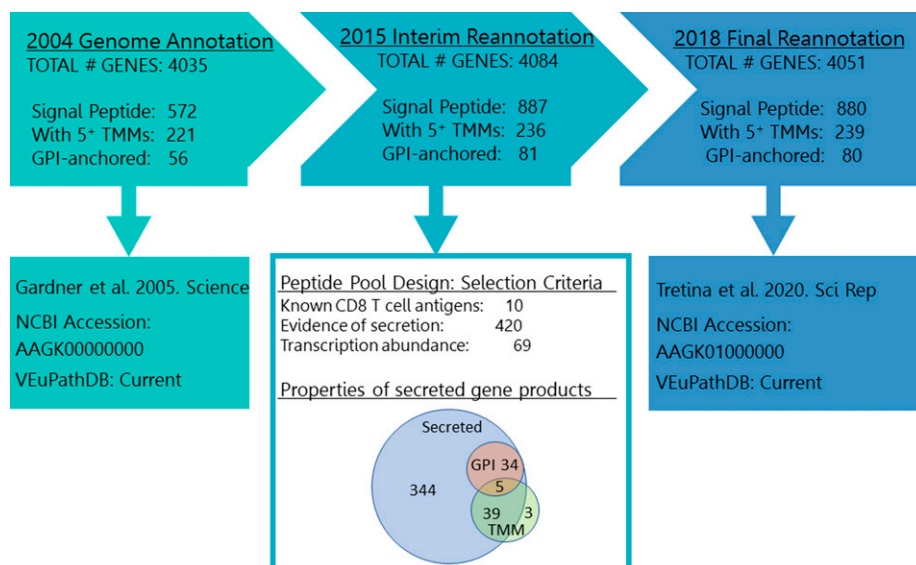 2004 Genome Annotation
TOTAL # GENES: 4035
Signal Peptide: 572
With 5⁺ TMMs: 221
GPI-anchored: 56
2015 Interim Reannotation
TOTAL # GENES: 4084
Signal Peptide: 887
With 5⁺ TMMs: 236
GPI-anchored: 81
2018 Final Reannotation
TOTAL # GENES: 4051
Signal Peptide: 880
With 5⁺ TMMs: 239
GPI-anchored: 80
Gardner et al. 2005. Science
NCBI Accession:
AAGK00000000
VEuPathDB: Current
Peptide Pool Design: Selection Criteria
Known CD8 T cell antigens: 10
Evidence of secretion: 420
Transcription abundance: 69
Properties of secreted gene products
Secreted
GPI 34
344
5
39
3
TMM
Tretina et al. 2020. Sci Rep
NCBI Accession:
AAGK01000000
VEuPathDB: Current